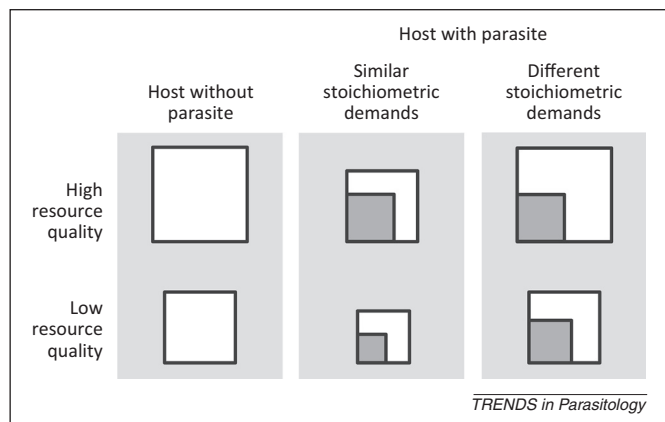 Host with parasite
Host without
parasite
Similar
stoichiometric
demands
Different
stoichiometric
demands
High
resource
quality
Low
resource
quality
TRENDS in Parasitology